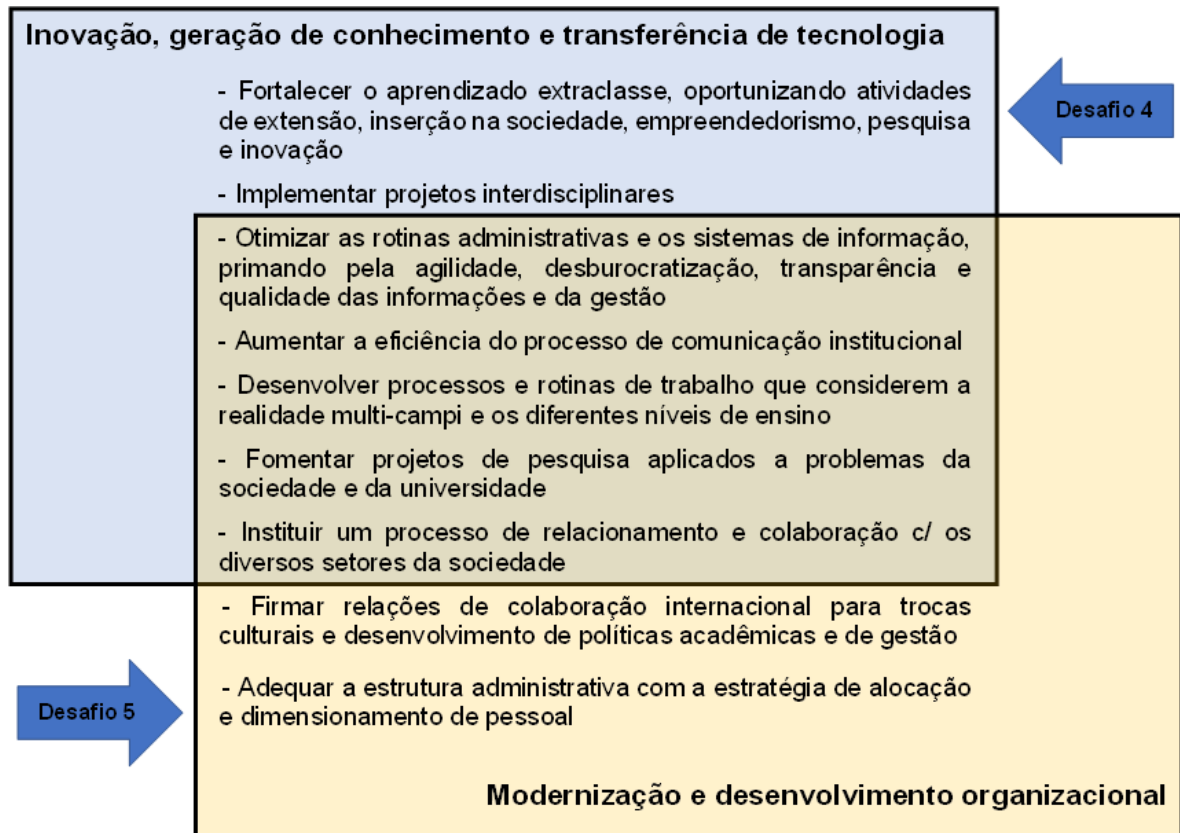 Inovação, geração de conhecimento e transferência de tecnologia
- Fortalecer o aprendizado extraclasse, oportunizando atividades
de extensão, inserção na sociedade, empreendedorismo, pesquisa
e inovação
Desafio 4
- Implementar projetos interdisciplinares
- Otimizar as rotinas administrativas e os sistemas de informação,
primando pela agilidade, desburocratização, transparência e
qualidade das informações e da gestão
- Aumentar a eficiência do processo de comunicação institucional
- Desenvolver processos e rotinas de trabalho que considerem a
realidade multi-campi e os diferentes níveis de ensino
- Fomentar projetos de pesquisa aplicados a problemas da
sociedade e da universidade
- Instituir um processo de relacionamento e colaboração c/ os
diversos setores da sociedade
- Firmar relações de colaboração internacional para trocas
culturais e desenvolvimento de políticas acadêmicas e de gestão
- Adequar a estrutura administrativa com a estratégia de alocação
e dimensionamento de pessoal
Desafio 5
Modernização e desenvolvimento organizacional